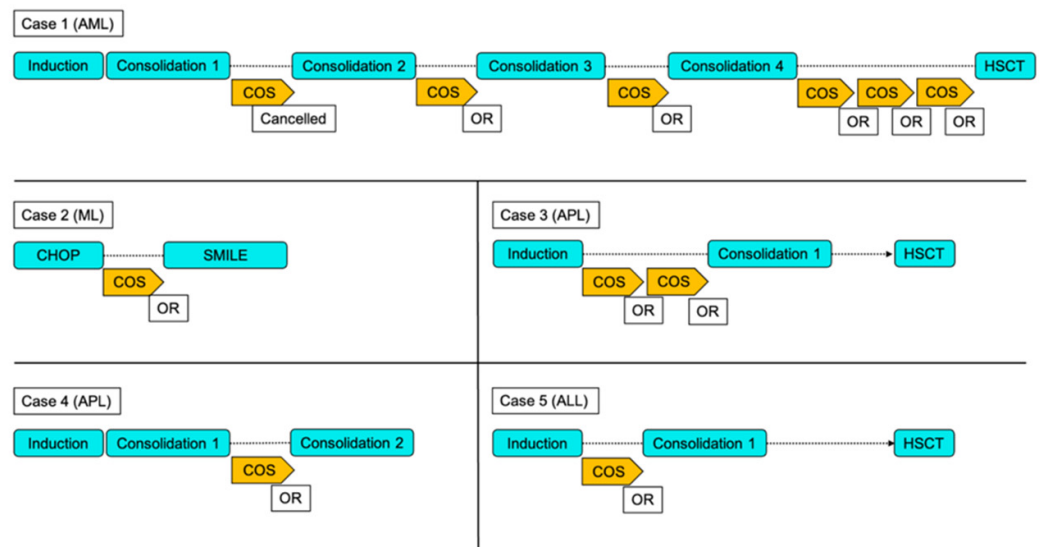 Case 1 (AML)
Induction Consolidation 1 Consolidation 2 Consolidation 3 Consolidation 4 HSCT
COS COS COS COS COS COS
Cancelled OR OR OR OR OR
Case 2 (ML)
CHOP SMILE
COS
OR
Case 3 (APL)
Induction Consolidation 1 HSCT
COS COS
OR OR
Case 4 (APL)
Induction Consolidation 1 Consolidation 2
COS
OR
Case 5 (ALL)
Induction Consolidation 1 HSCT
COS
OR